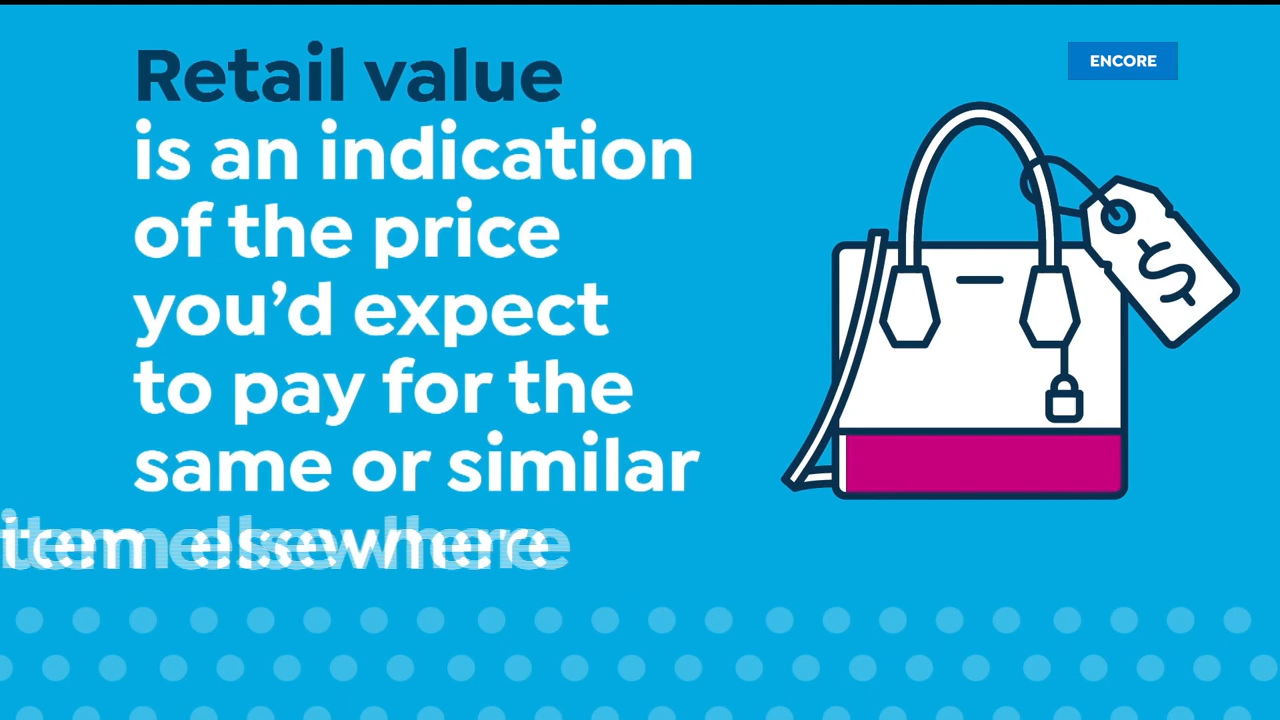 Retail value
ENCORE
is an indication
of the price
you'd expect
to pay for the
same or similar
item elsewhere
$